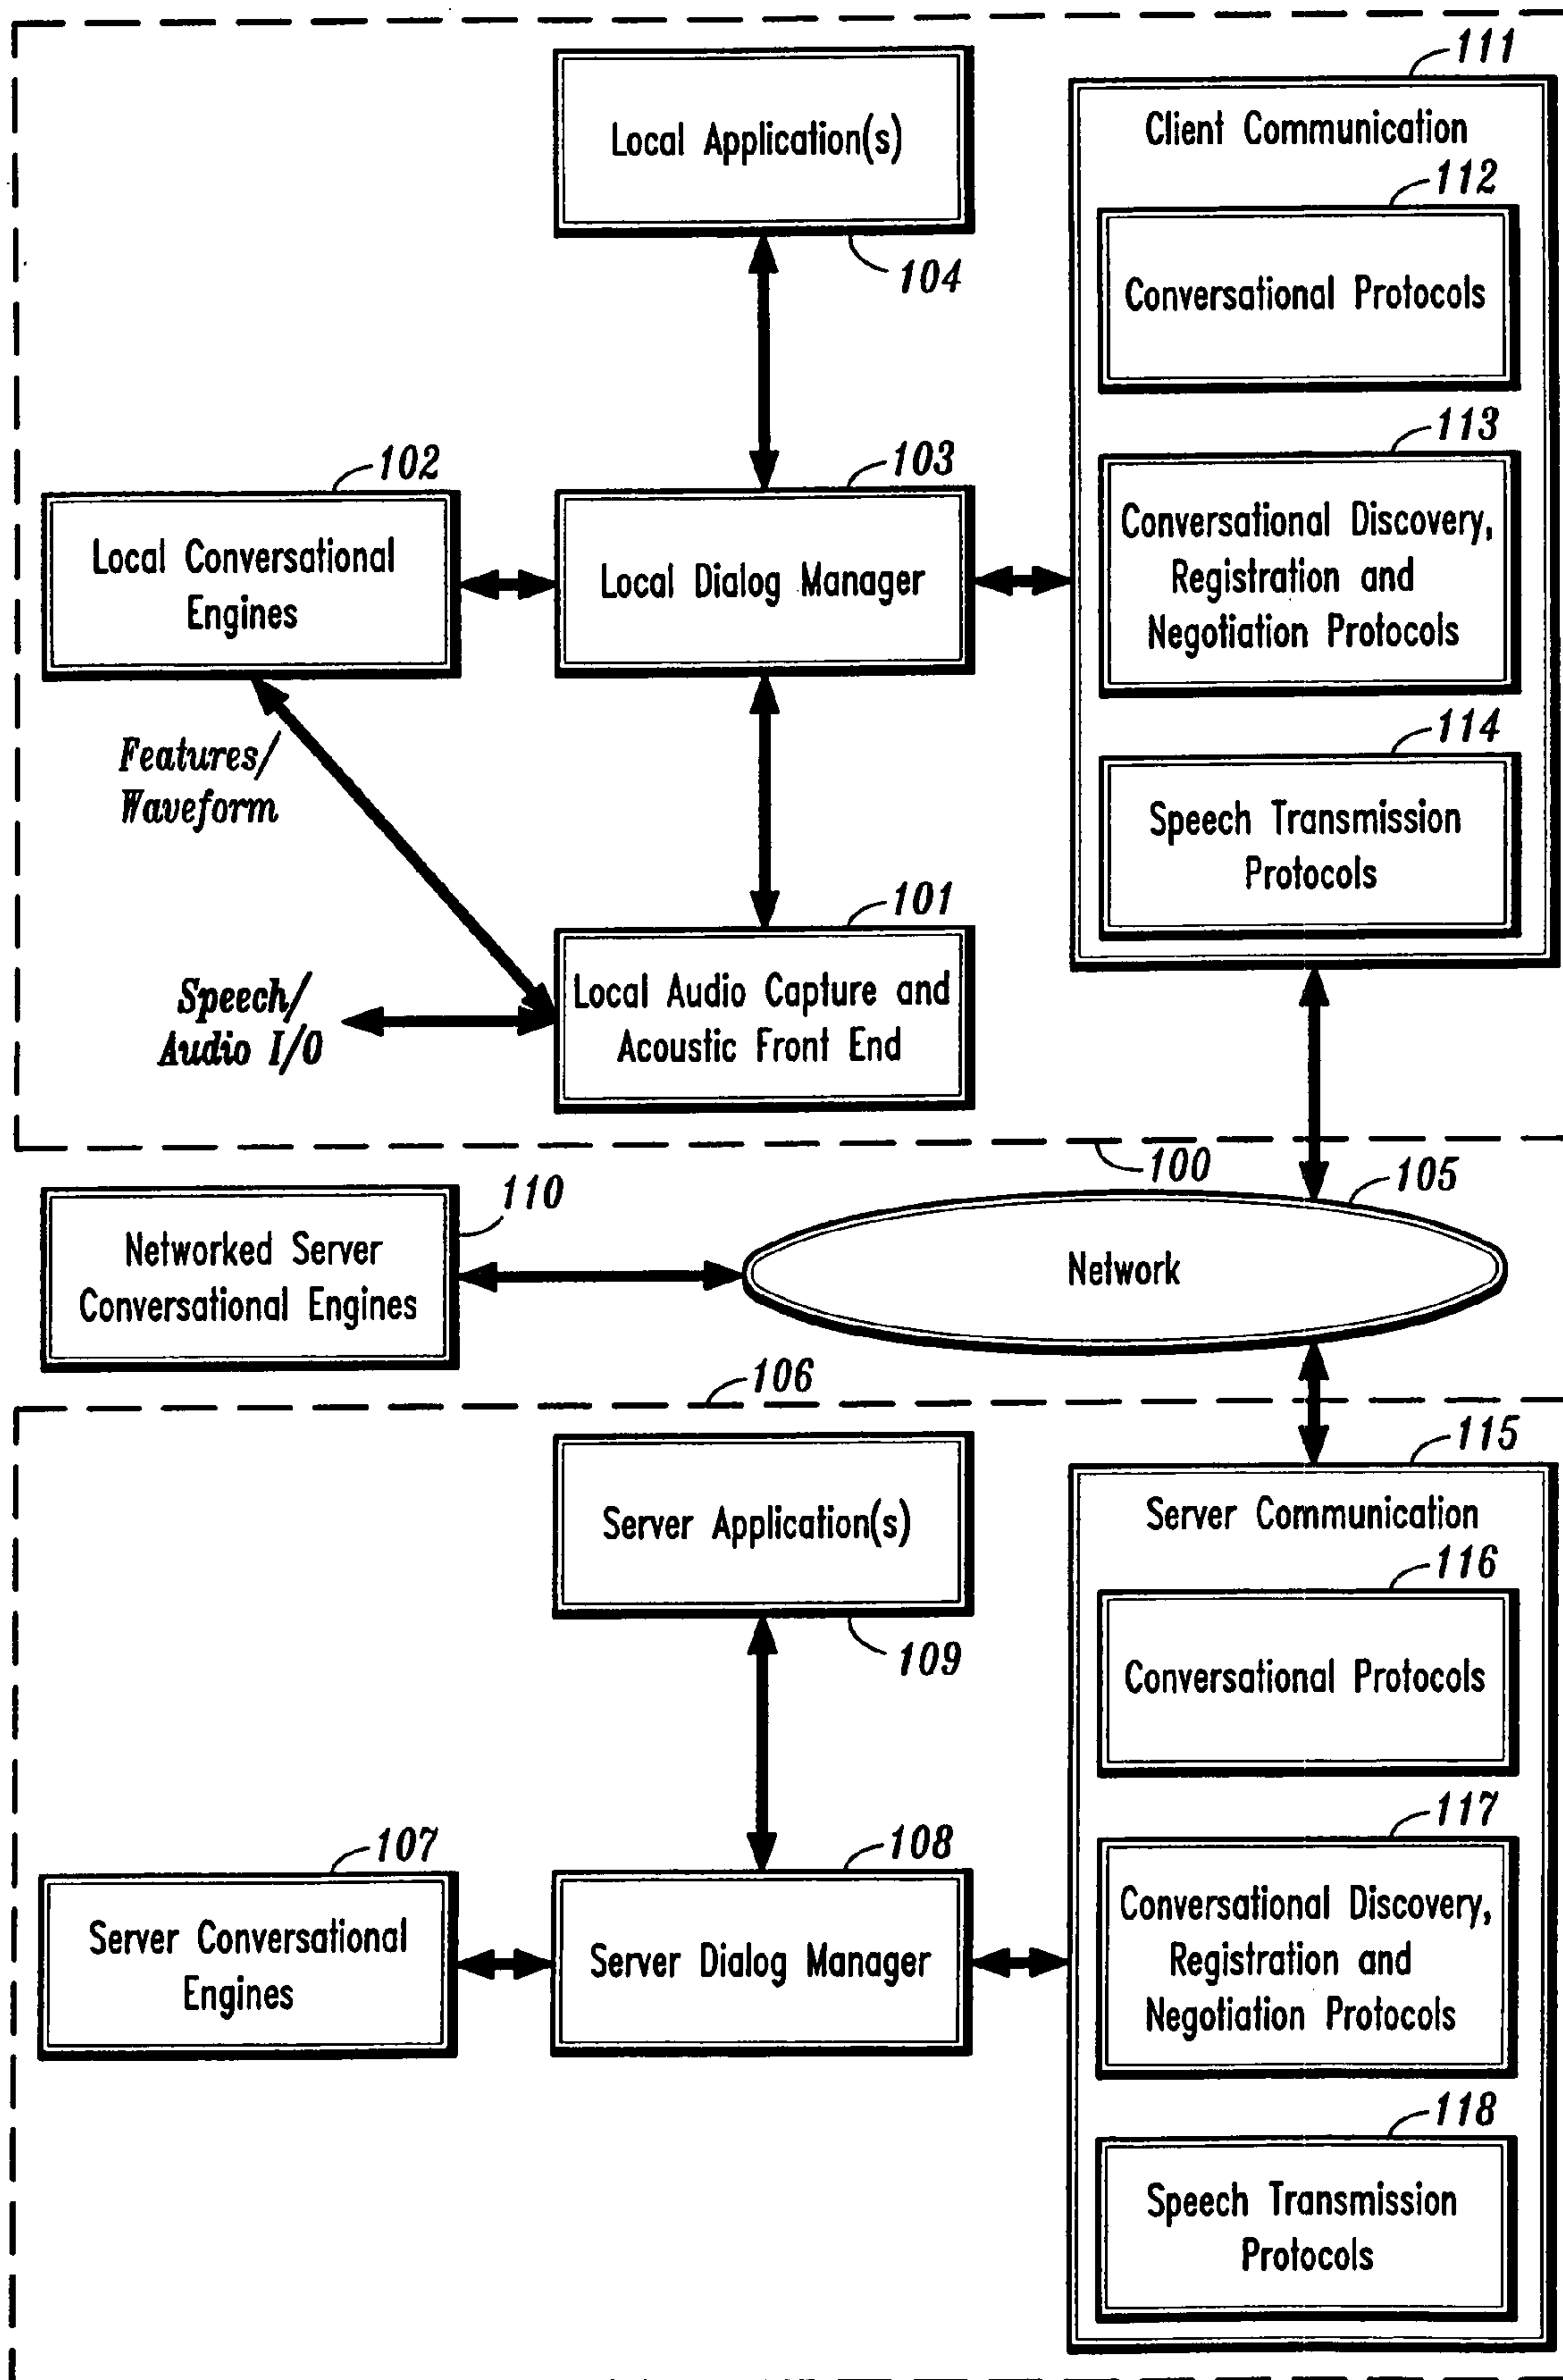 111
Local Application(s)
104
Client Communication
112
Conversational Protocols
113
Conversational Discovery,
Registration and
Negotiation Protocols
114
Speech Transmission
Protocols
102
Local Conversational
Engines
103
Local Dialog Manager
Features/
Waveform
101
Local Audio Capture and
Acoustic Front End
Speech/
Audio I/O
100
105
110
Networked Server
Conversational Engines
Network
106
115
Server Application(s)
109
Server Communication
116
Conversational Protocols
117
Conversational Discovery,
Registration and
Negotiation Protocols
118
Speech Transmission
Protocols
107
Server Conversational
Engines
108
Server Dialog Manager